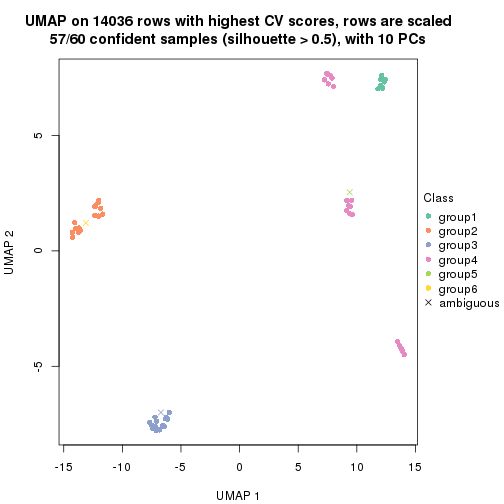 UMAP on 14036 rows with highest CV scores, rows are scaled
57/60 confident samples (silhouette > 0.5), with 10 PCs
5
0
-5
UMAP 2
-15 -10 -5 0 5 10 15
UMAP 1
Class
group1
group2
group3
group4
group5
group6
ambiguous